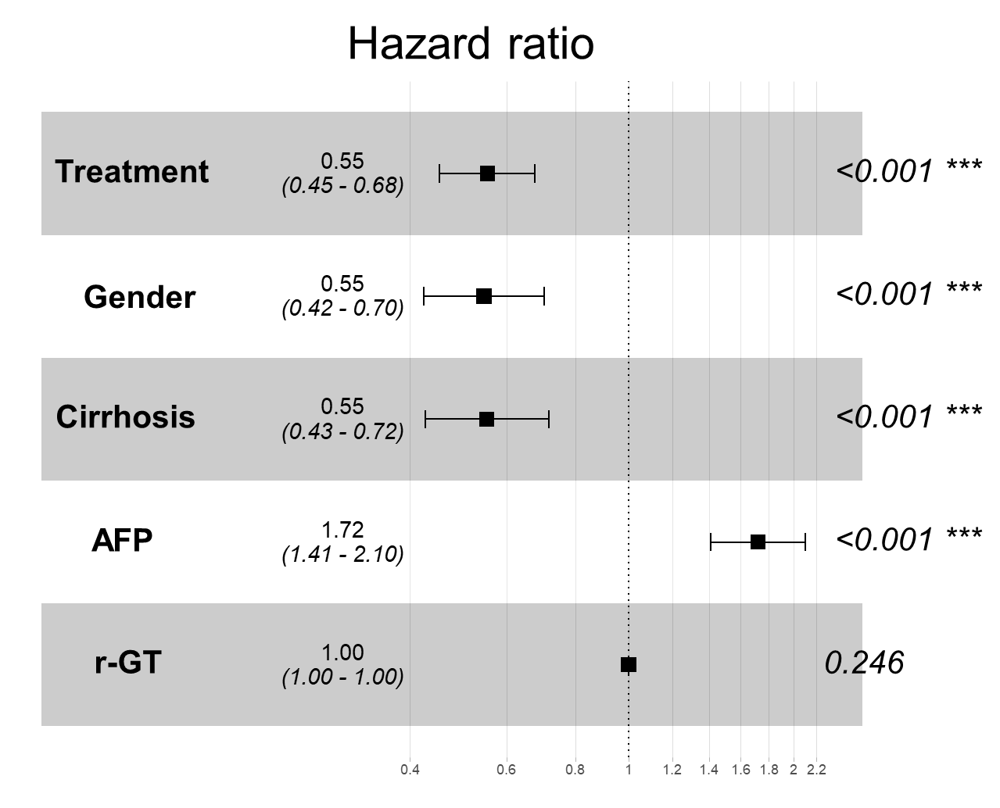 Hazard ratio
Treatment
0.55
(0.45 - 0.68)
<0.001 ***
Gender
0.55
(0.42 - 0.70)
<0.001 ***
Cirrhosis
0.55
(0.43 - 0.72)
<0.001 ***
AFP
1.72
(1.41 - 2.10)
<0.001 ***
r-GT
1.00
(1.00 - 1.00)
0.246
0.4 0.6 0.8 1 1.2 1.4 1.6 1.8 2 2.2